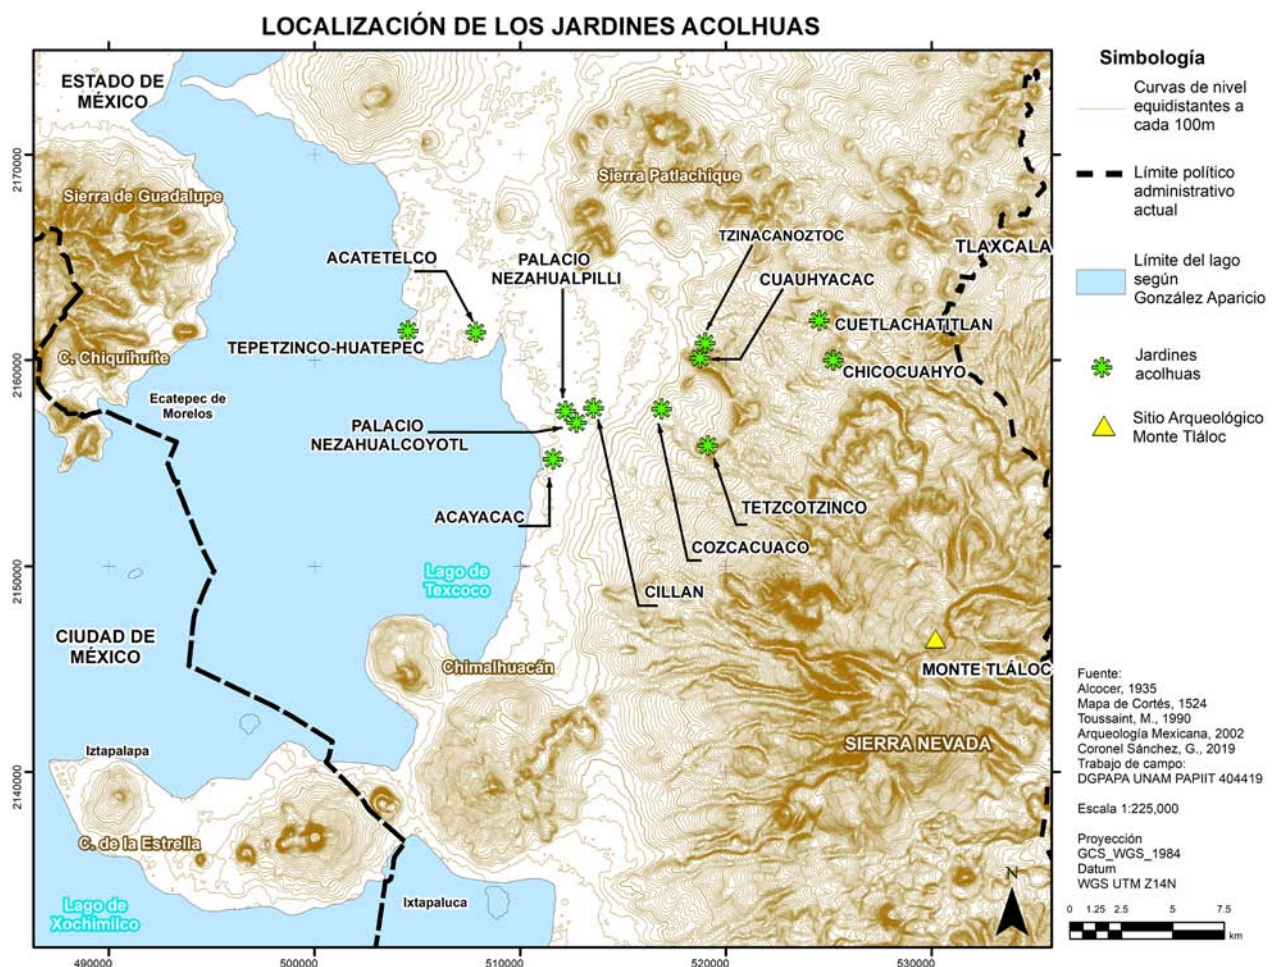 LOCALIZACIÓN DE LOS JARDINES ACOLHUAS
ESTADO DE
MÉXICO
Sierra de Guadalupe
Sierra Patlachique
TLAXCALA
TZINACANOZTOC
ACATETELCO
PALACIO
NEZAHUALPILLI
CUAUHYACAC
CUETLACHATITLAN
TEPETZINCO-HUATEPEC
C. Chiquihuite
CHICOCUAHYO
Ecatepec de
Morelos
PALACIO
NEZAHUALCOYOTL
TETZCOTZINCO
ACAYACAC
COZCACUACO
Lago de
Texcoco
CILLAN
CIUDAD DE
MÉXICO
Chimalhuacán
MONTE TLÁLOC
Iztapalapa
SIERRA NEVADA
C. de la Estrella
Lago de
Xochimilco
Ixtapaluca
2170000
2160000
2150000
2140000
490000
500000
510000
520000
530000
Simbología
Curvas de nivel
equidistantes a
cada 100m
Límite político
administrativo
actual
Límite del lago
según
González Aparicio
Jardines
acolhuas
Sitio Arqueológico
Monte Tláloc
Fuente:
Alcocer, 1935
Mapa de Cortés, 1524
Toussaint, M., 1990
Arqueología Mexicana, 2002
Coronel Sánchez, G., 2019
Trabajo de campo:
DGPAPA UNAM PAPIIT 404419
Escala 1:225,000
Proyección
GCS_WGS_1984
Datum
WGS UTM Z14N
N
0 1.25 2.5 5 7.5
km